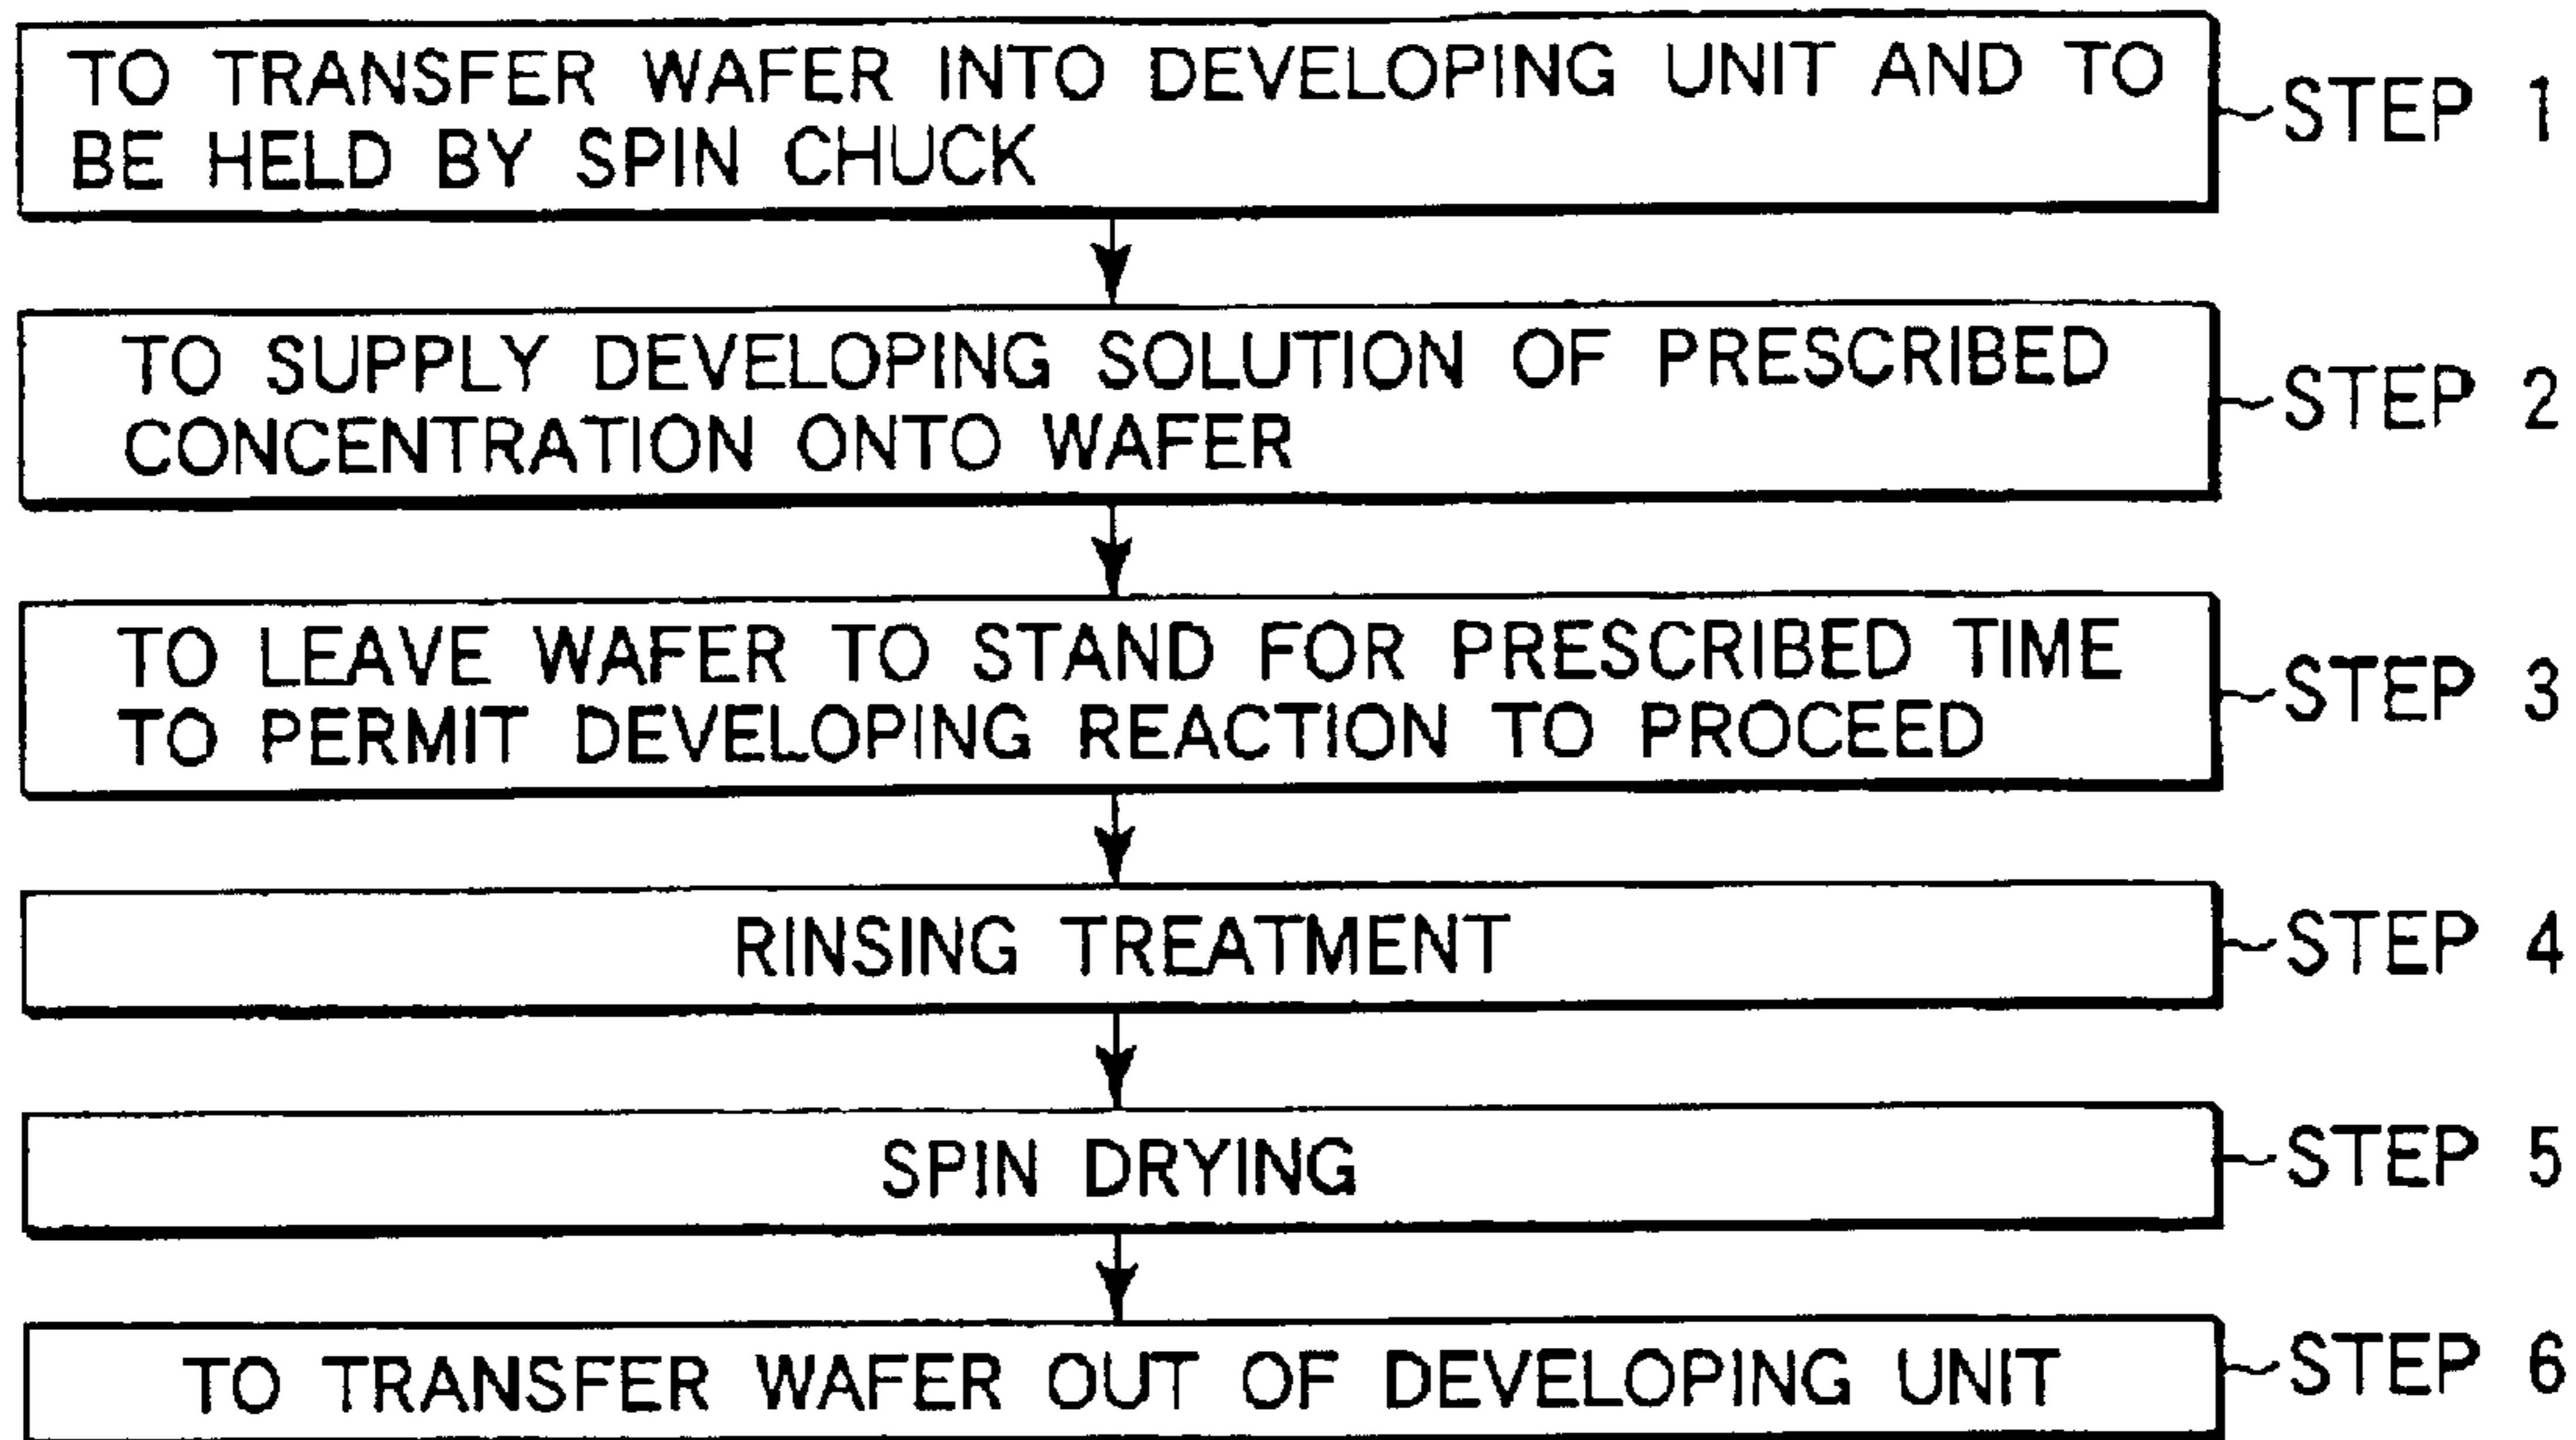 TO TRANSFER WAFER INTO DEVELOPING UNIT AND TO
BE HELD BY SPIN CHUCK
STEP 1
TO SUPPLY DEVELOPING SOLUTION OF PRESCRIBED
CONCENTRATION ONTO WAFER
STEP 2
TO LEAVE WAFER TO STAND FOR PRESCRIBED TIME
TO PERMIT DEVELOPING REACTION TO PROCEED
STEP 3
RINSING TREATMENT
STEP 4
SPIN DRYING
STEP 5
TO TRANSFER WAFER OUT OF DEVELOPING UNIT
STEP 6